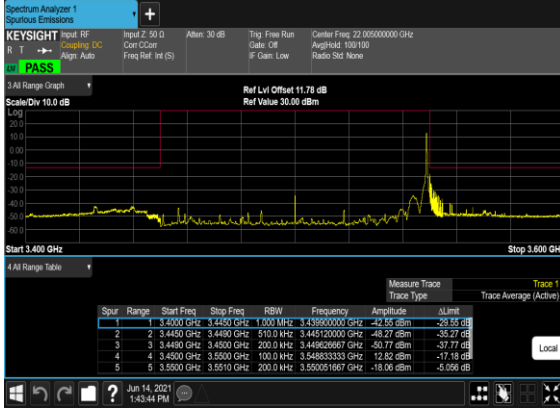 Spectrum Analyzer 1
Spurious Emissions
+
KEYSIGHT Input: RF Input Z: 50 Ω Atten: 30 dB Trig: Free Run Center Freq: 22.005000000 GHz
R T Coupling: DC Corr CCorr Gate: Off Avg|Hold: 100/100
Align: Auto Freq Ref: Int (S) IF Gain: Low Radio Std: None
LXI PASS
3 All Range Graph
Ref Lvl Offset 11.78 dB
Scale/Div 10.0 dB Ref Value 30.00 dBm
Log
20.0
10.0
0.00
-10.0
-20.0
-30.0
-40.0
-50.0
-60.0
Start 3.400 GHz Stop 3.600 GH
4 All Range Table
Measure Trace Trace 1
Trace Type Trace Average (Active)
Spur Range Start Freq Stop Freq RBW Frequency Amplitude ΔLimit
1 1 3.4000 GHz 3.4450 GHz 1.000 MHz 3.439900000 GHz -42.55 dBm -29.55 dB
2 2 3.4450 GHz 3.4490 GHz 510.0 kHz 3.445120000 GHz -48.27 dBm -35.27 dB
3 3 3.4490 GHz 3.4500 GHz 200.0 kHz 3.449626667 GHz -50.77 dBm -37.77 dB
4 4 3.4500 GHz 3.5500 GHz 100.0 kHz 3.548833333 GHz 12.82 dBm -17.18 dB
5 5 3.5500 GHz 3.5510 GHz 200.0 kHz 3.550051667 GHz -18.06 dBm -5.056 dB
Local
?
Jun 14, 2021
1:43:44 PM